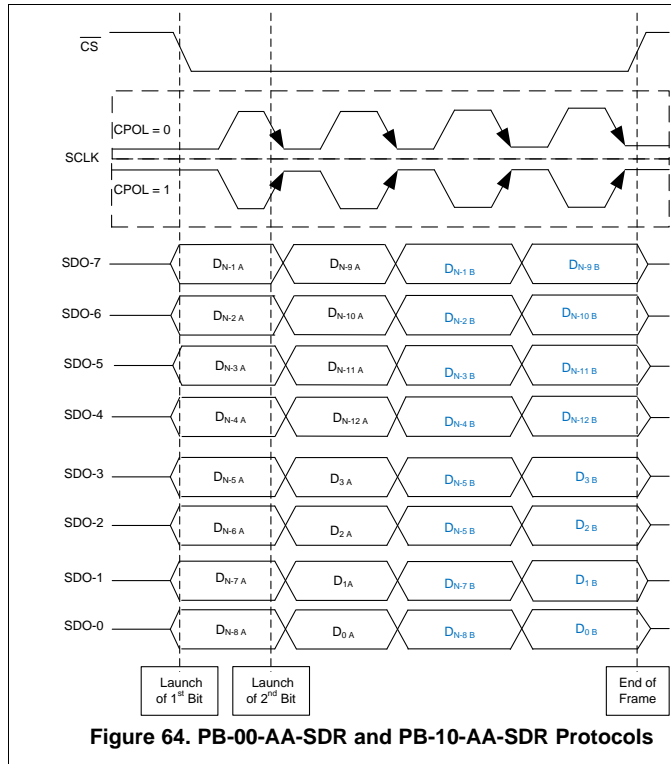 CS
CPOL = 0
SCLK
CPOL = 1
SDO-7 DN-1 A DN-9 A DN-1 B DN-9 B
SDO-6 DN-2 A DN-10 A DN-2 B DN-10 B
SDO-5 DN-3 A DN-11 A DN-3 B DN-11 B
SDO-4 DN-4 A DN-12 A DN-4 B DN-12 B
SDO-3 DN-5 A D3 A DN-5 B D3 B
SDO-2 DN-6 A D2 A DN-5 B D2 B
SDO-1 DN-7 A D1A DN-7 B D1 B
SDO-0 DN-8 A D0 A DN-8 B D0 B
Launch of 1st Bit
Launch of 2nd Bit
End of Frame
Figure 64. PB-00-AA-SDR and PB-10-AA-SDR Protocols